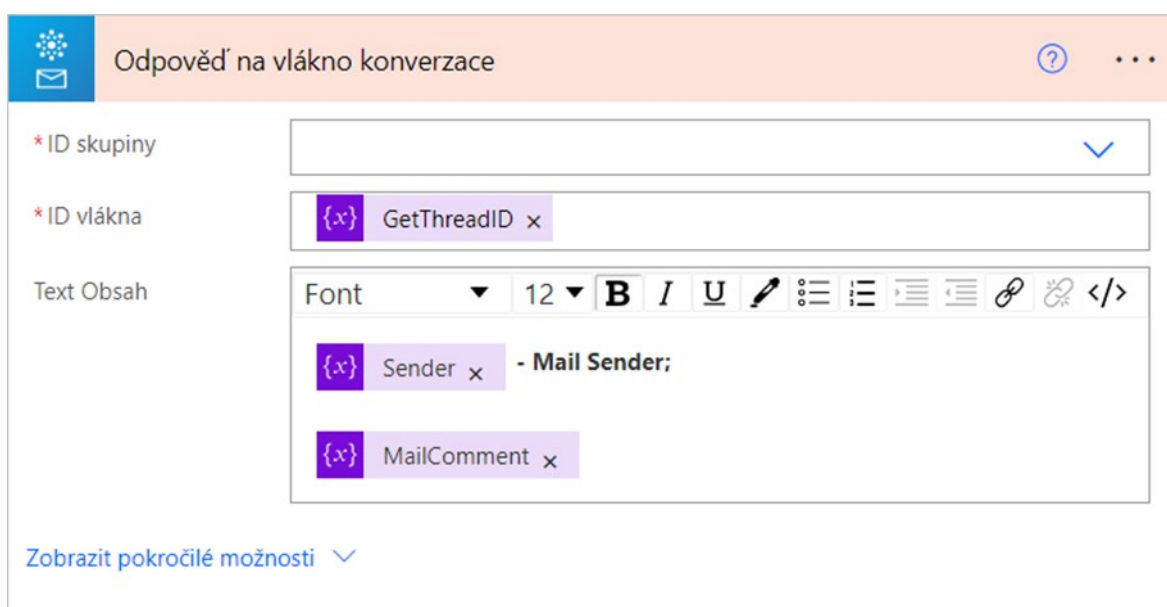 Odpověď na vlákno konverzace
* ID skupiny
* ID vlákna {x} GetThreadID ×
Text Obsah Font 12 B I U </>
{x} Sender × - Mail Sender;
{x} MailComment ×
Zobrazit pokročilé možnosti